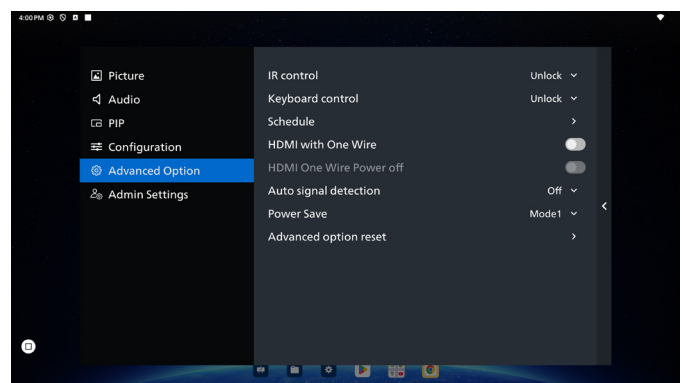 4:00 PM
Picture
Audio
PIP
Configuration
Advanced Option
Admin Settings
IR control Unlock
Keyboard control Unlock
Schedule
HDMI with One Wire
HDMI One Wire Power off
Auto signal detection Off
Power Save Mode1
Advanced option reset